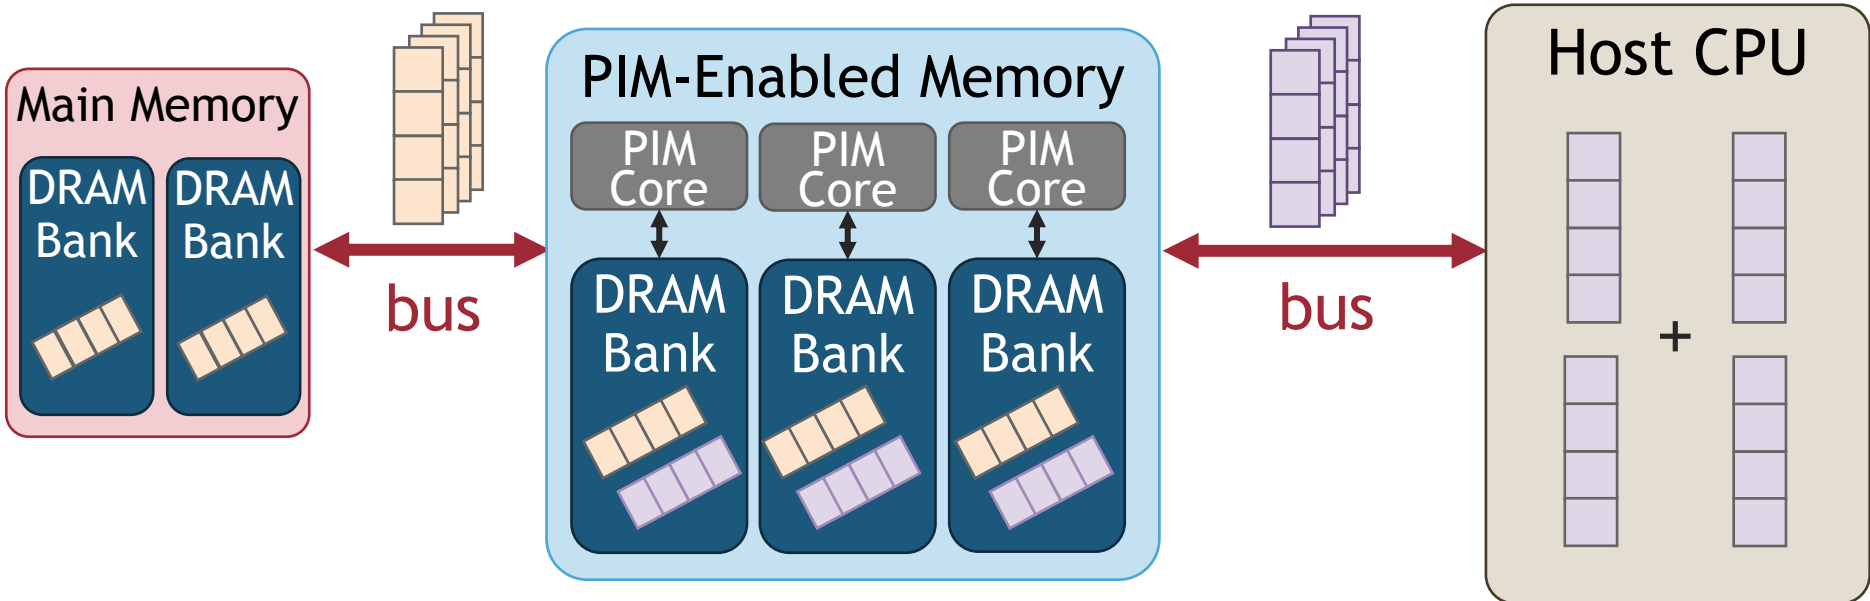 Main Memory
DRAM
Bank
DRAM
Bank
bus
PIM-Enabled Memory
PIM
Core
PIM
Core
PIM
Core
DRAM
Bank
DRAM
Bank
DRAM
Bank
bus
Host CPU
+